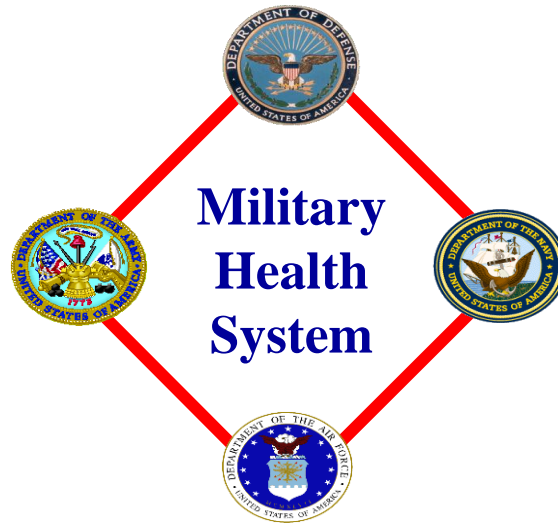 DEPARTMENT OF DEFENSE
UNITED STATES OF AMERICA
Military
Health
System
DEPARTMENT OF THE ARMY
1775
UNITED STATES OF AMERICA
DEPARTMENT OF THE NAVY
UNITED STATES OF AMERICA
DEPARTMENT OF THE AIR FORCE
UNITED STATES OF AMERICA